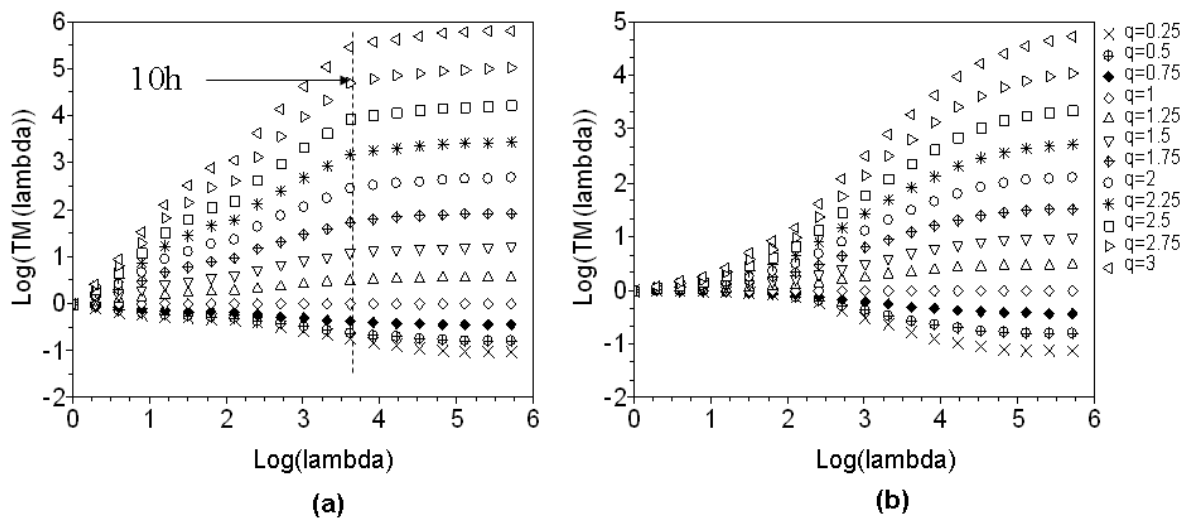 6
5
4
3
2
1
0
-1
-2
Log(TM(lambda))
10h
0 1 2 3 4 5 6
Log(lambda)
(a)
5
4
3
2
1
0
-1
-2
Log(TM(lambda))
0 1 2 3 4 5 6
Log(lambda)
(b)
q=0.25
q=0.5
q=0.75
q=1
q=1.25
q=1.5
q=1.75
q=2
q=2.25
q=2.5
q=2.75
q=3